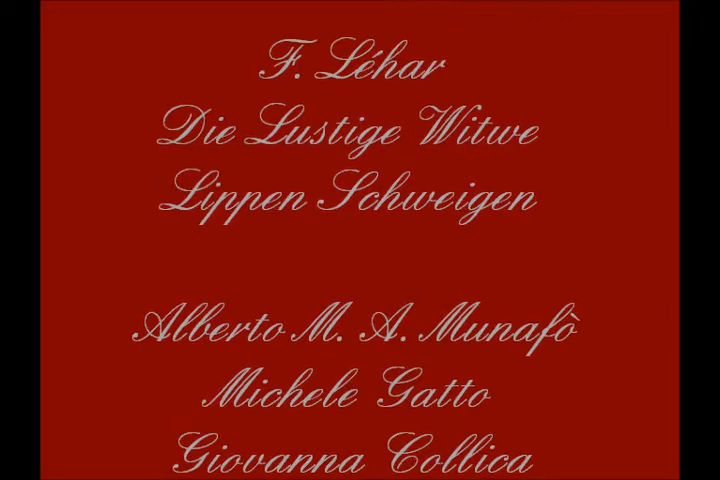 F. Léhar
Die Lustige Witwe
Lippen Schweigen
Alberto M. A. Munafò
Michele Gatto
Giovanna Collica